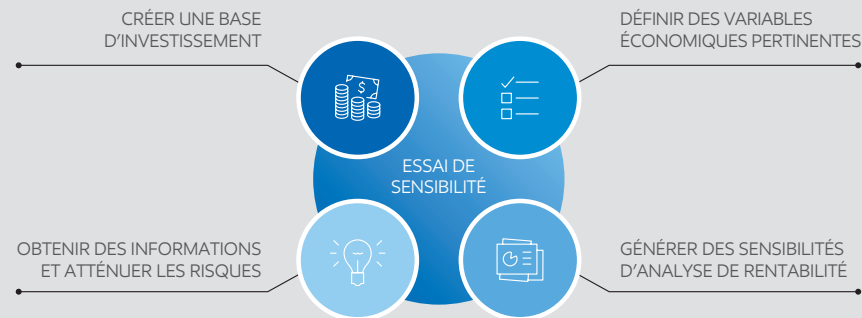 CRÉER UNE BASE
D’INVESTISSEMENT
DÉFINIR DES VARIABLES
ÉCONOMIQUES PERTINENTES
$
ESSAI DE
SENSIBILITÉ
OBTENIR DES INFORMATIONS
ET ATTÉNUER LES RISQUES
GÉNÉRER DES SENSIBILITÉS
D’ANALYSE DE RENTABILITÉ